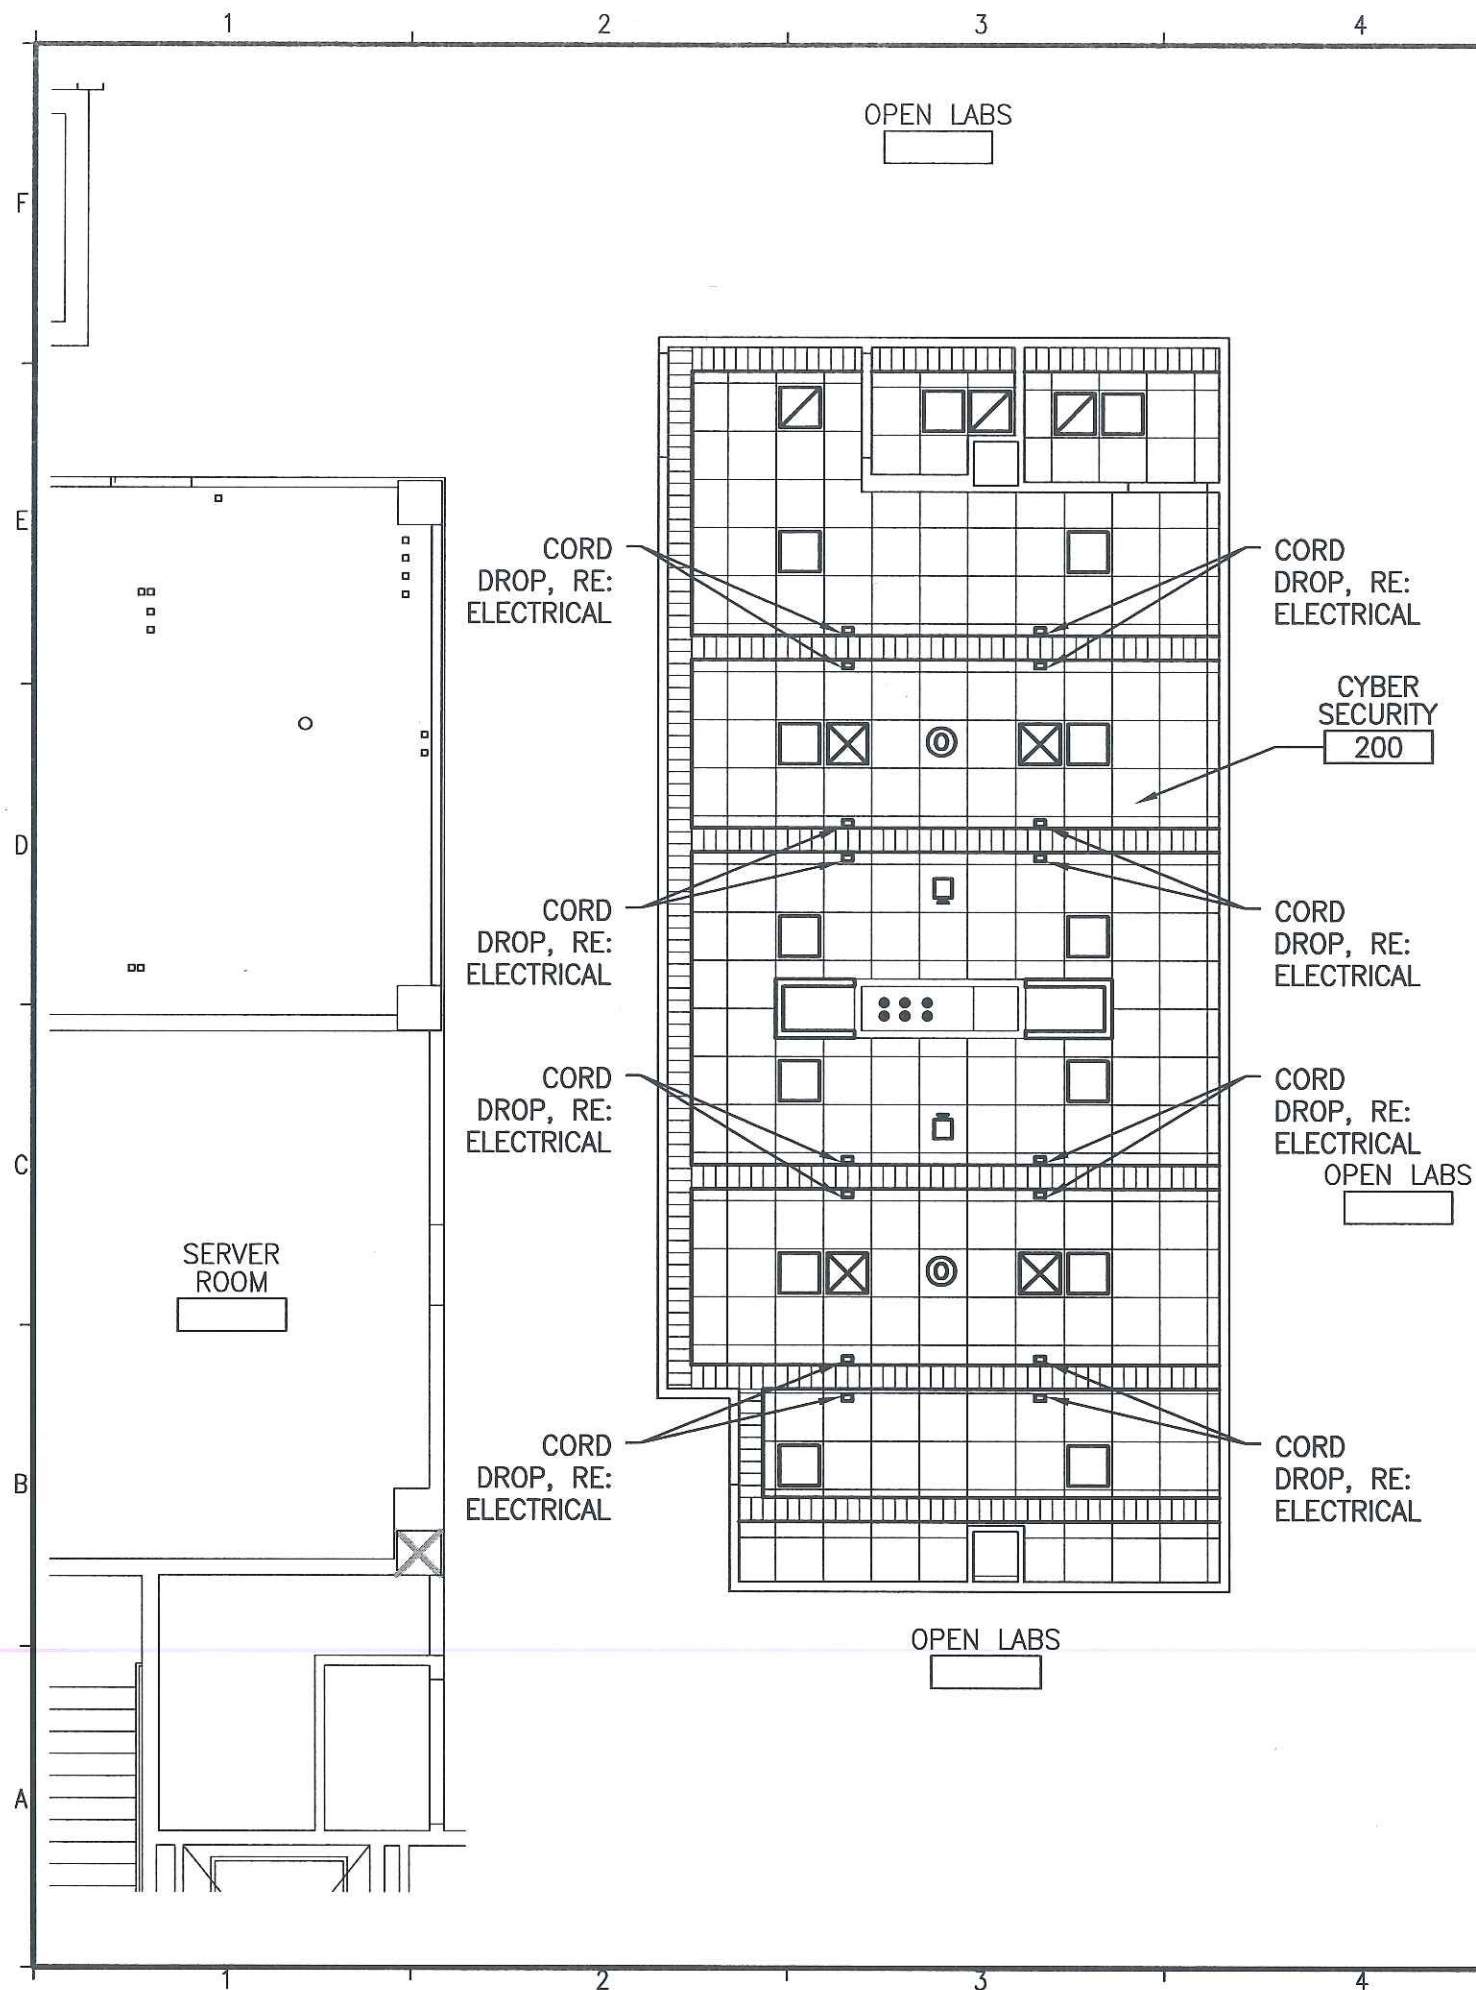 1 2 3 4
OPEN LABS
F
E
CORD
DROP, RE:
ELECTRICAL
CORD
DROP, RE:
ELECTRICAL
CYBER
SECURITY
200
D
CORD
DROP, RE:
ELECTRICAL
CORD
DROP, RE:
ELECTRICAL
CORD
DROP, RE:
ELECTRICAL
CORD
DROP, RE:
ELECTRICAL
C
OPEN LABS
SERVER
ROOM
CORD
DROP, RE:
ELECTRICAL
CORD
DROP, RE:
ELECTRICAL
B
OPEN LABS
A
1 2 3 4